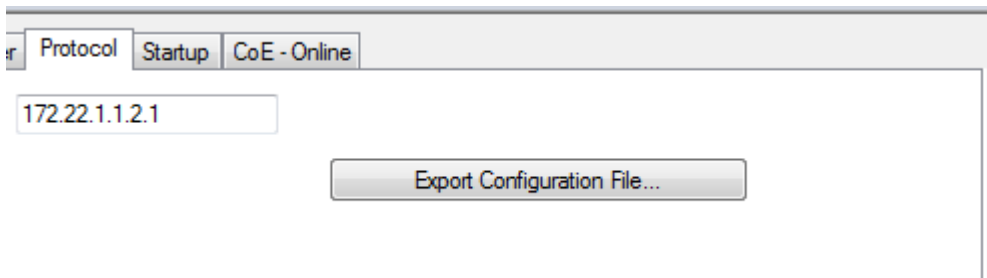 r Protocol Startup CoE - Online
172.22.1.1.2.1
Export Configuration File...